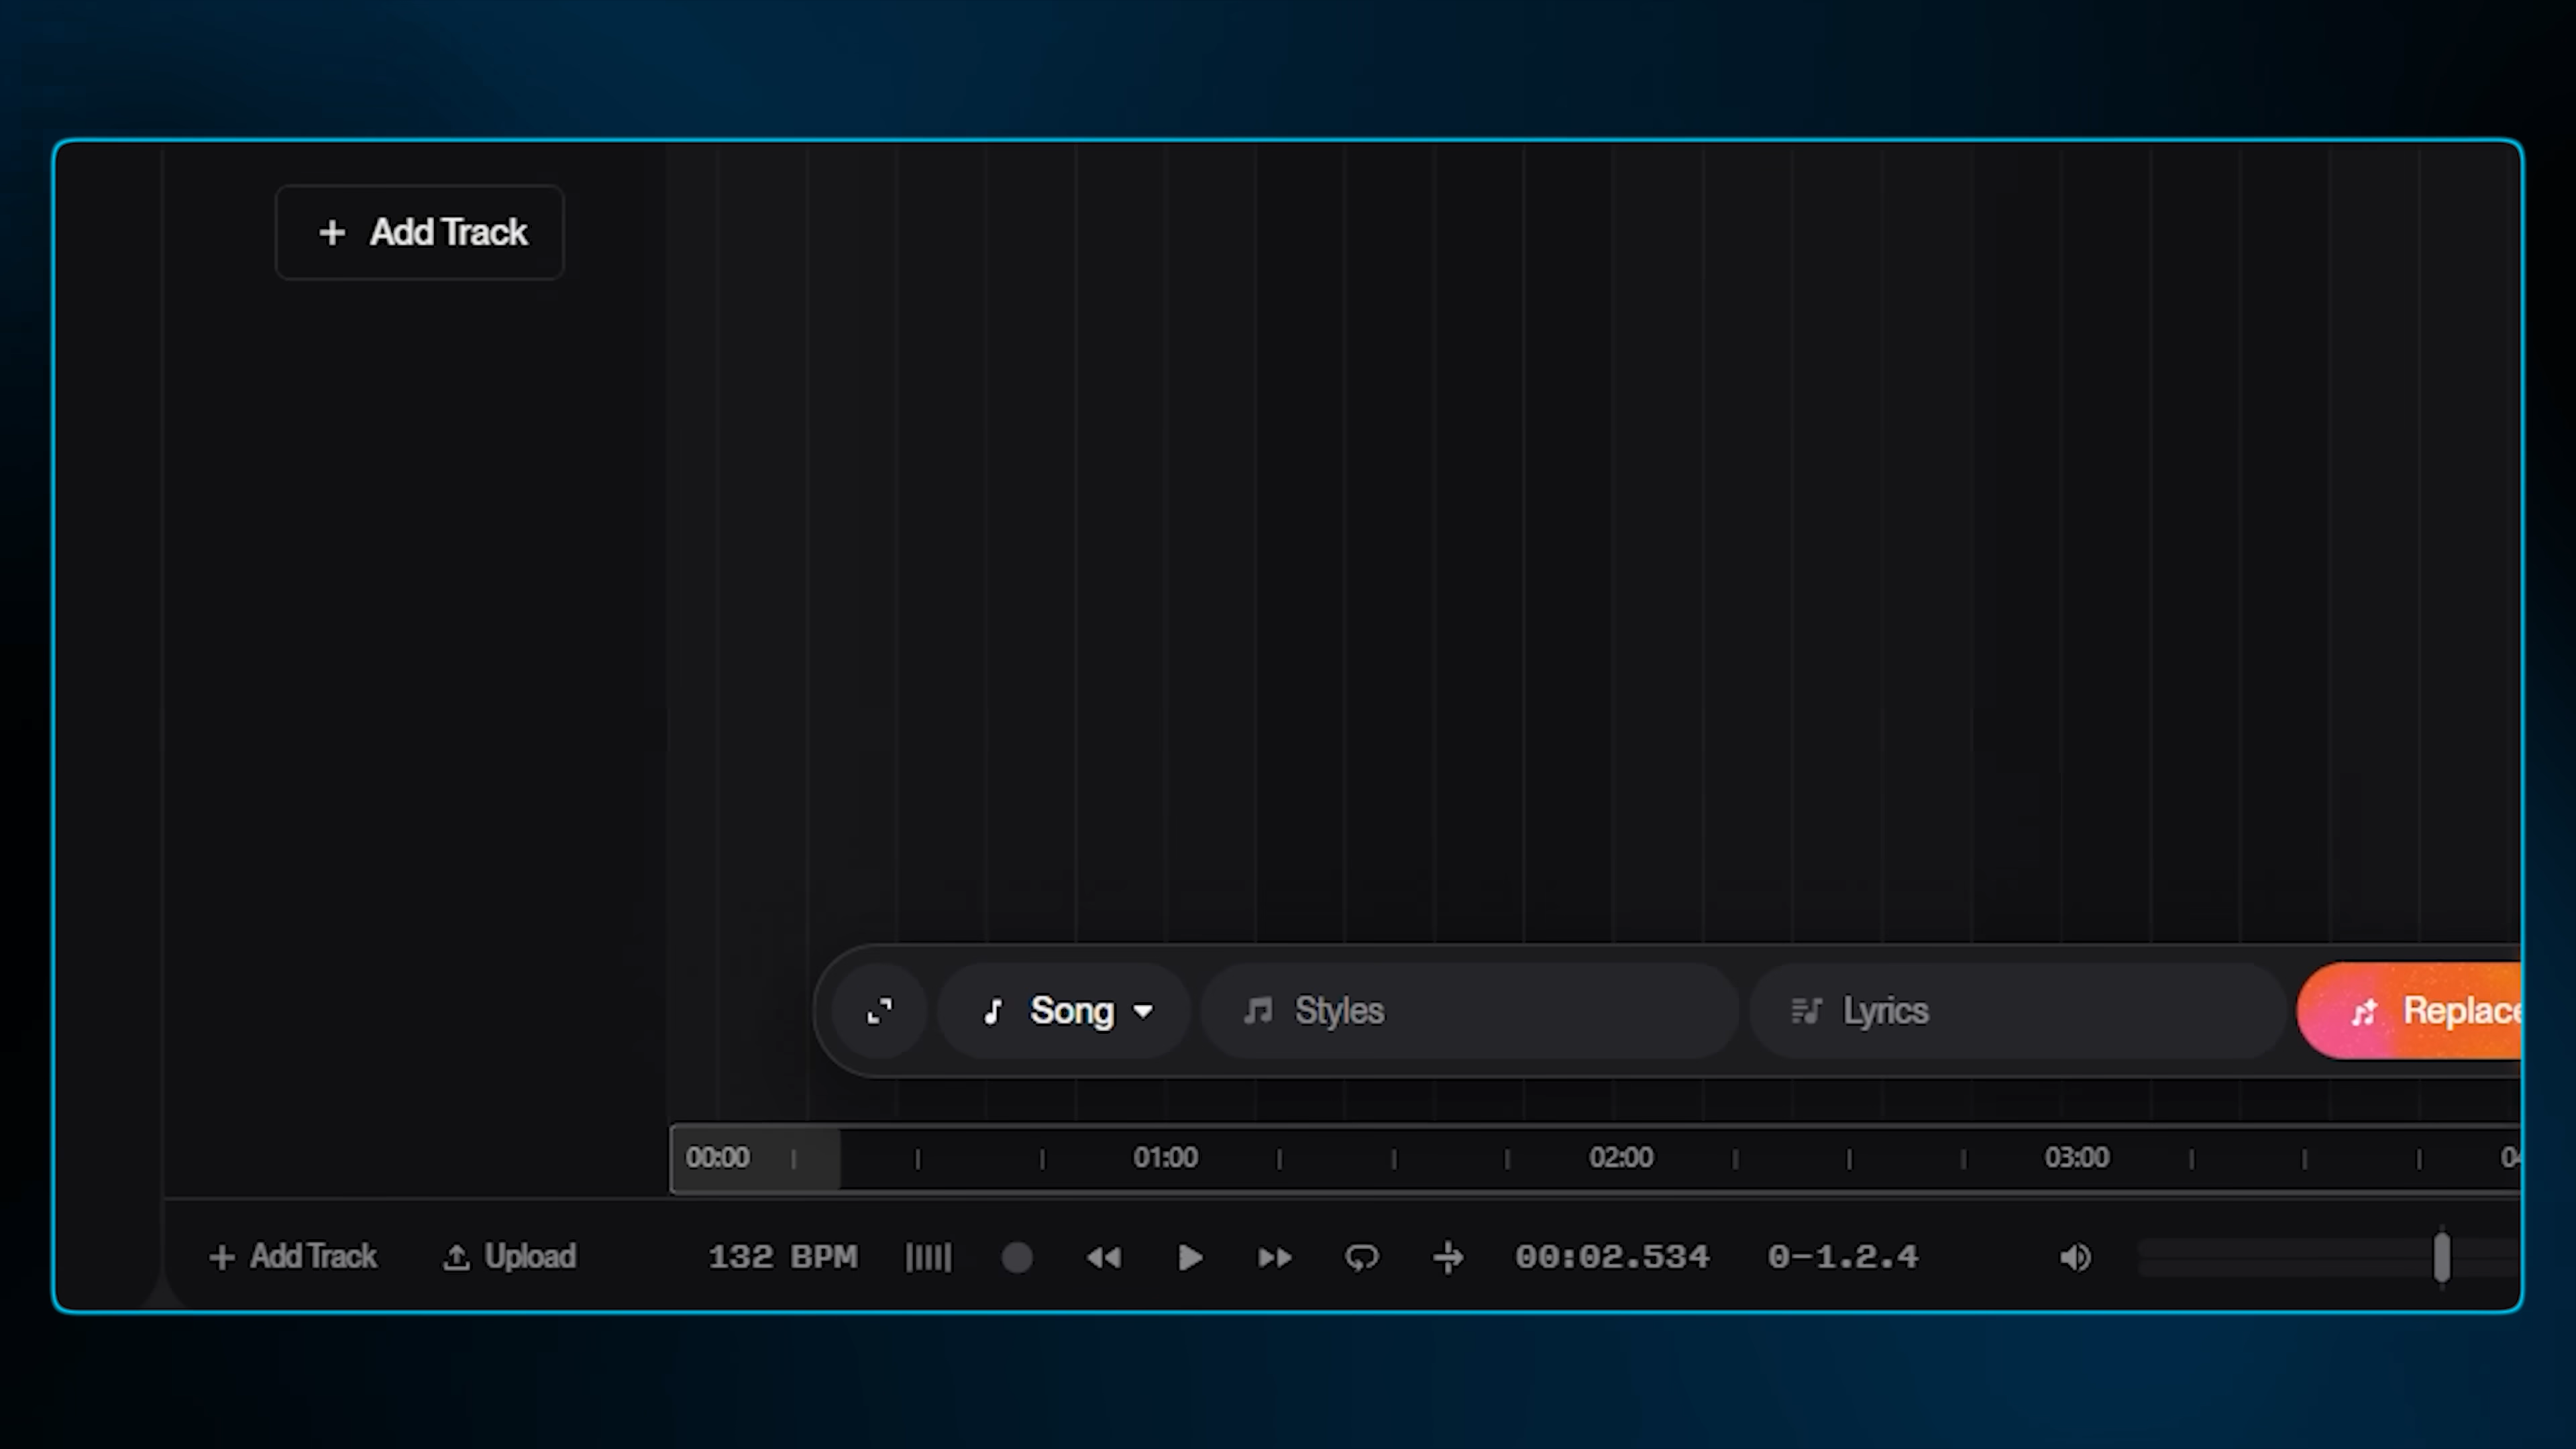 Add Track
Song
Styles
Lyrics
Replace
00:00
01:00
02:00
03:00
04
Add Track
Upload
132 BPM
00:02.534
0-1.2.4